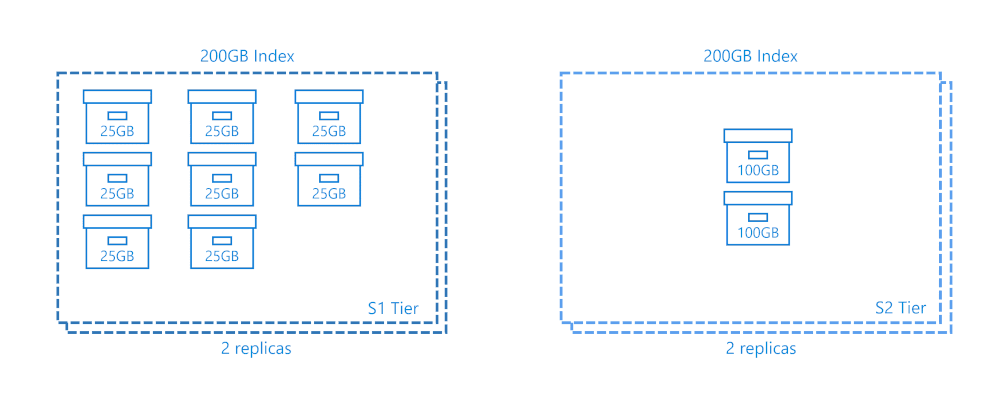 200GB Index
25GB
25GB
25GB
25GB
25GB
25GB
25GB
25GB
S1 Tier
2 replicas
200GB Index
100GB
100GB
S2 Tier
2 replicas